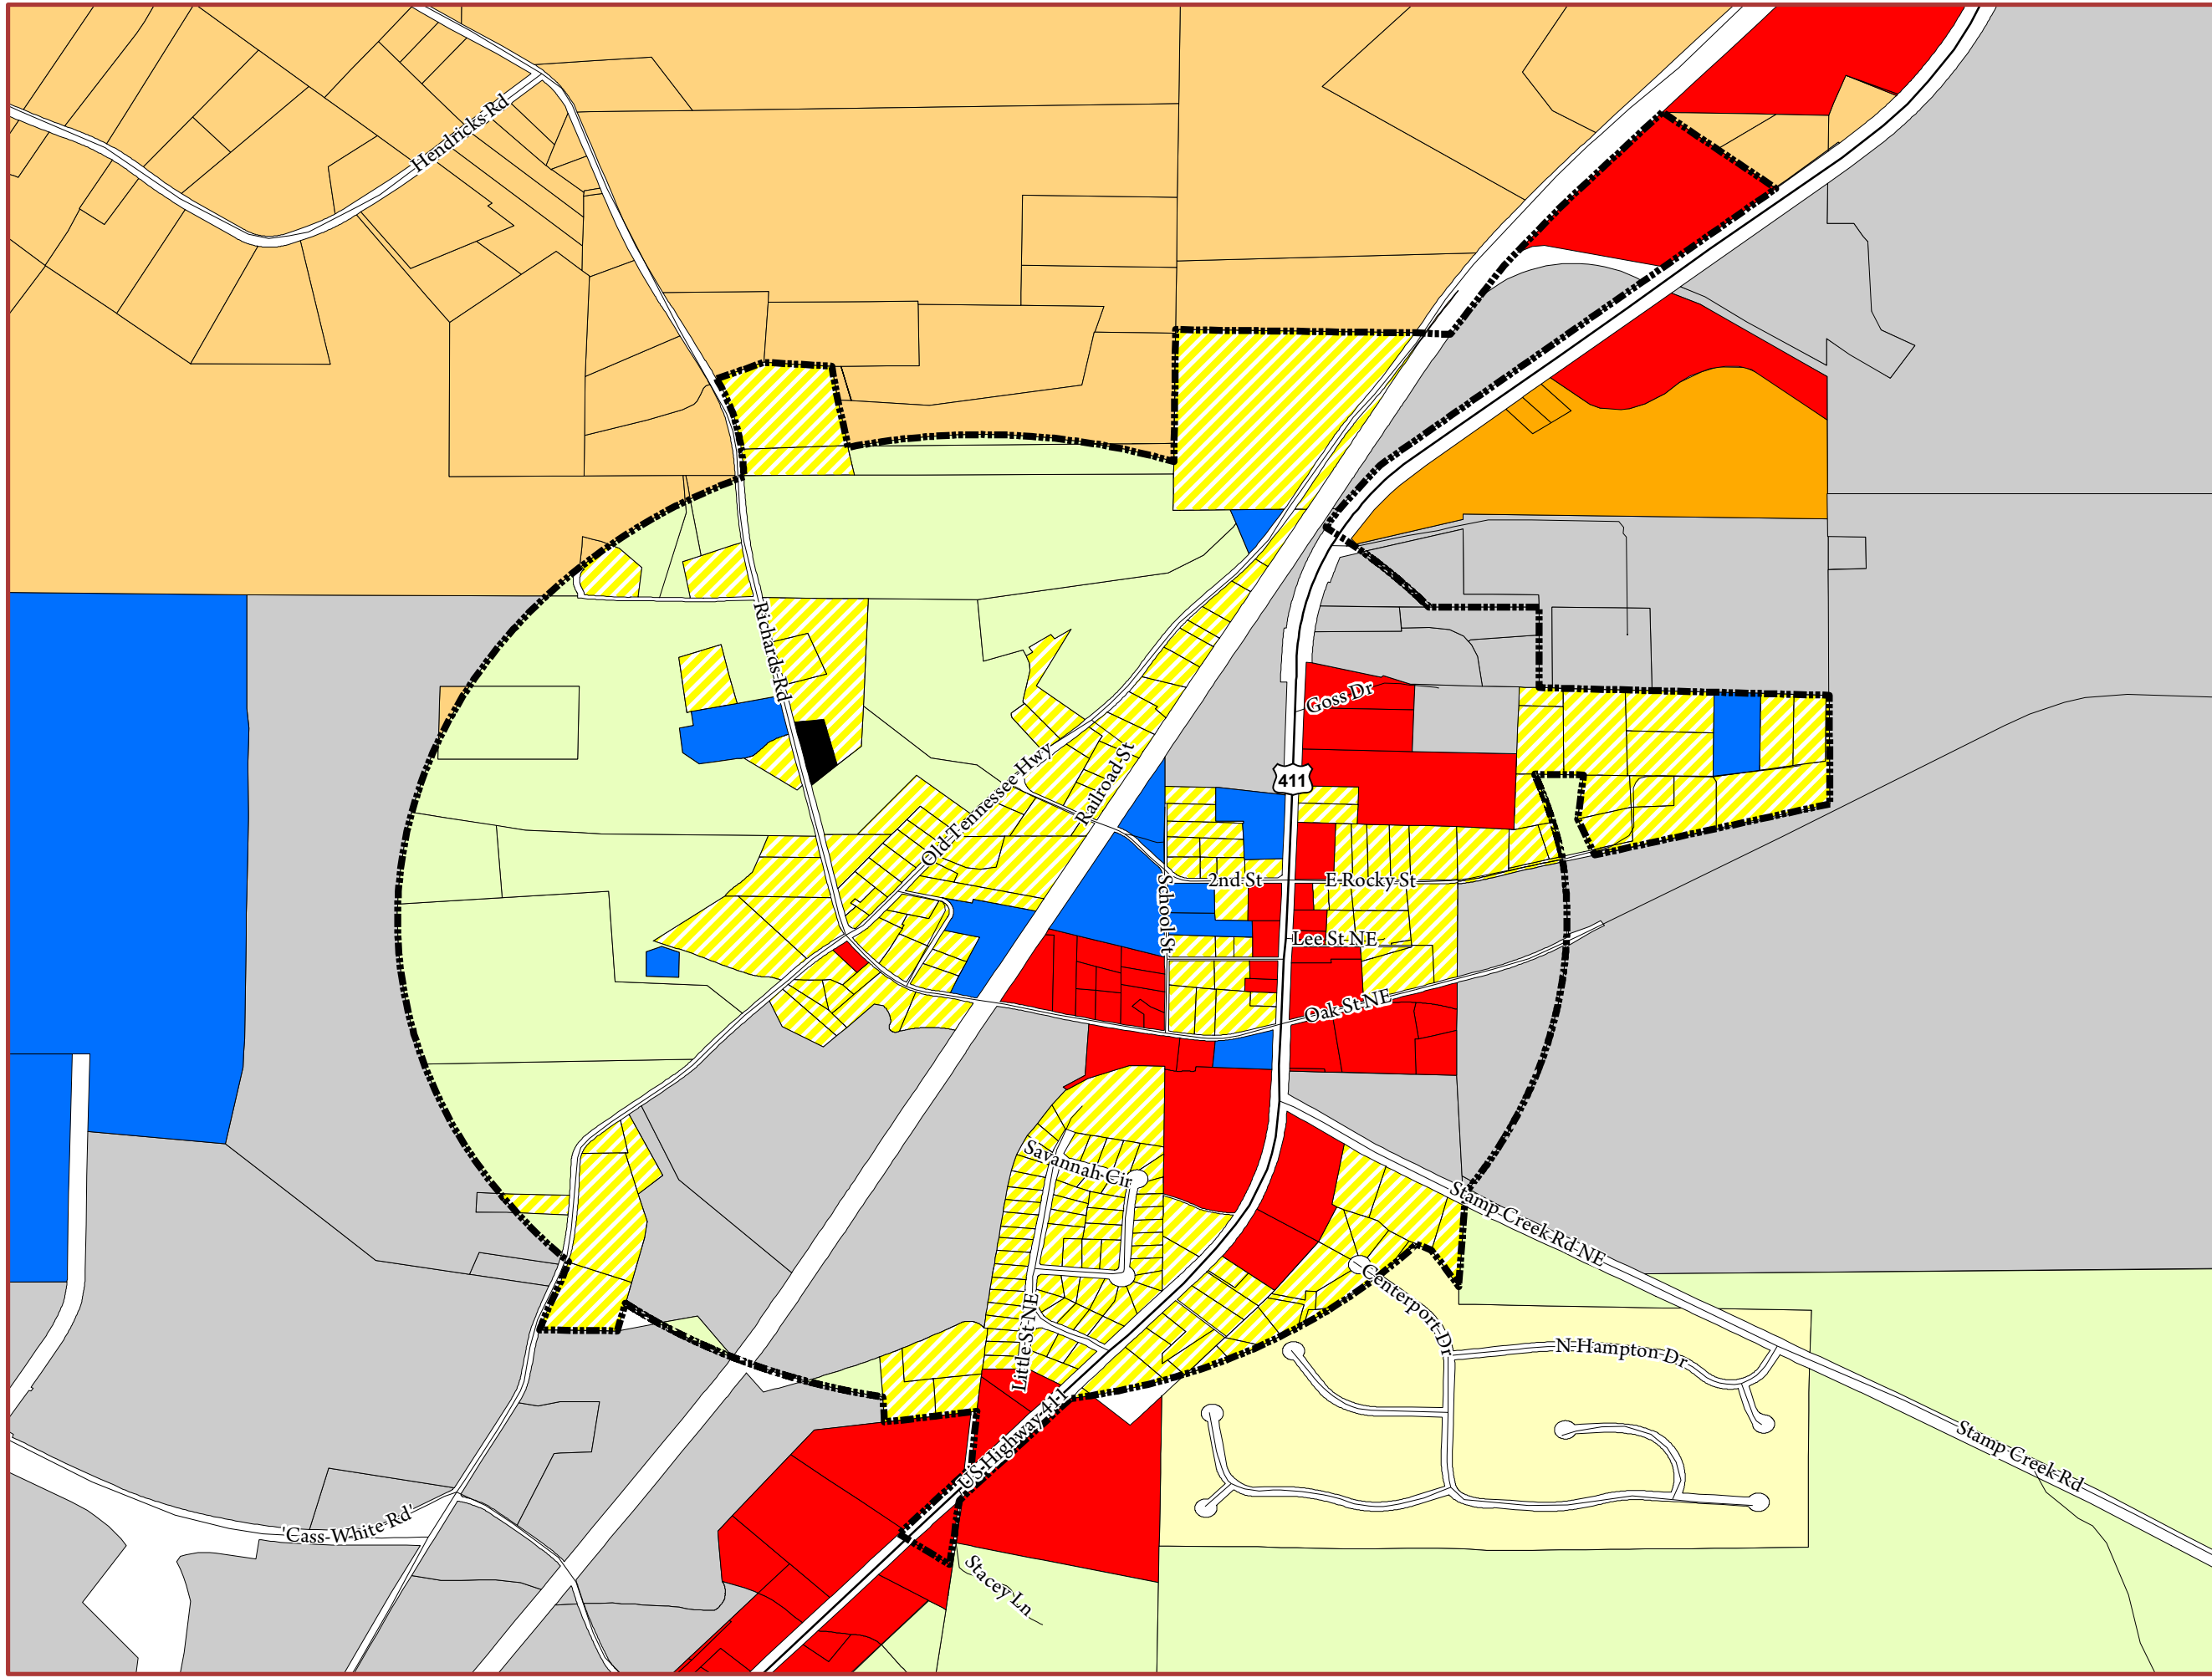 Hendricks Rd
Richards Rd
Goss Dr
Old Tennessee Hwy
Railroad St
411
2nd St
E Rocky St
School St
Lee St NE
Oak St NE
Savannah Cir
Stamp Creek Rd NE
Centerport Dr
Little St NE
N Hampton Dr
US Highway 411
Stamp Creek Rd
'Cass-White Rd'
Stacey Ln